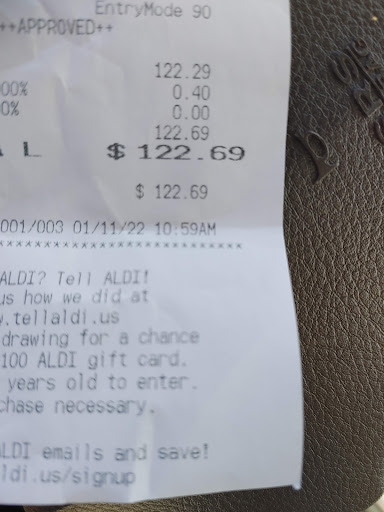 EntryMode 90
++APPROVED++
122.29
00% 0.40
0% 0.00
122.69
A L $ 122.69
$ 122.69
001/003 01/11/22 10:59AM
ALDI? Tell ALDI!
us how we did at
.tellaldi.us
drawing for a chance
100 ALDI gift card.
years old to enter.
chase necessary.
LDI emails and save!
ldi.us/signup